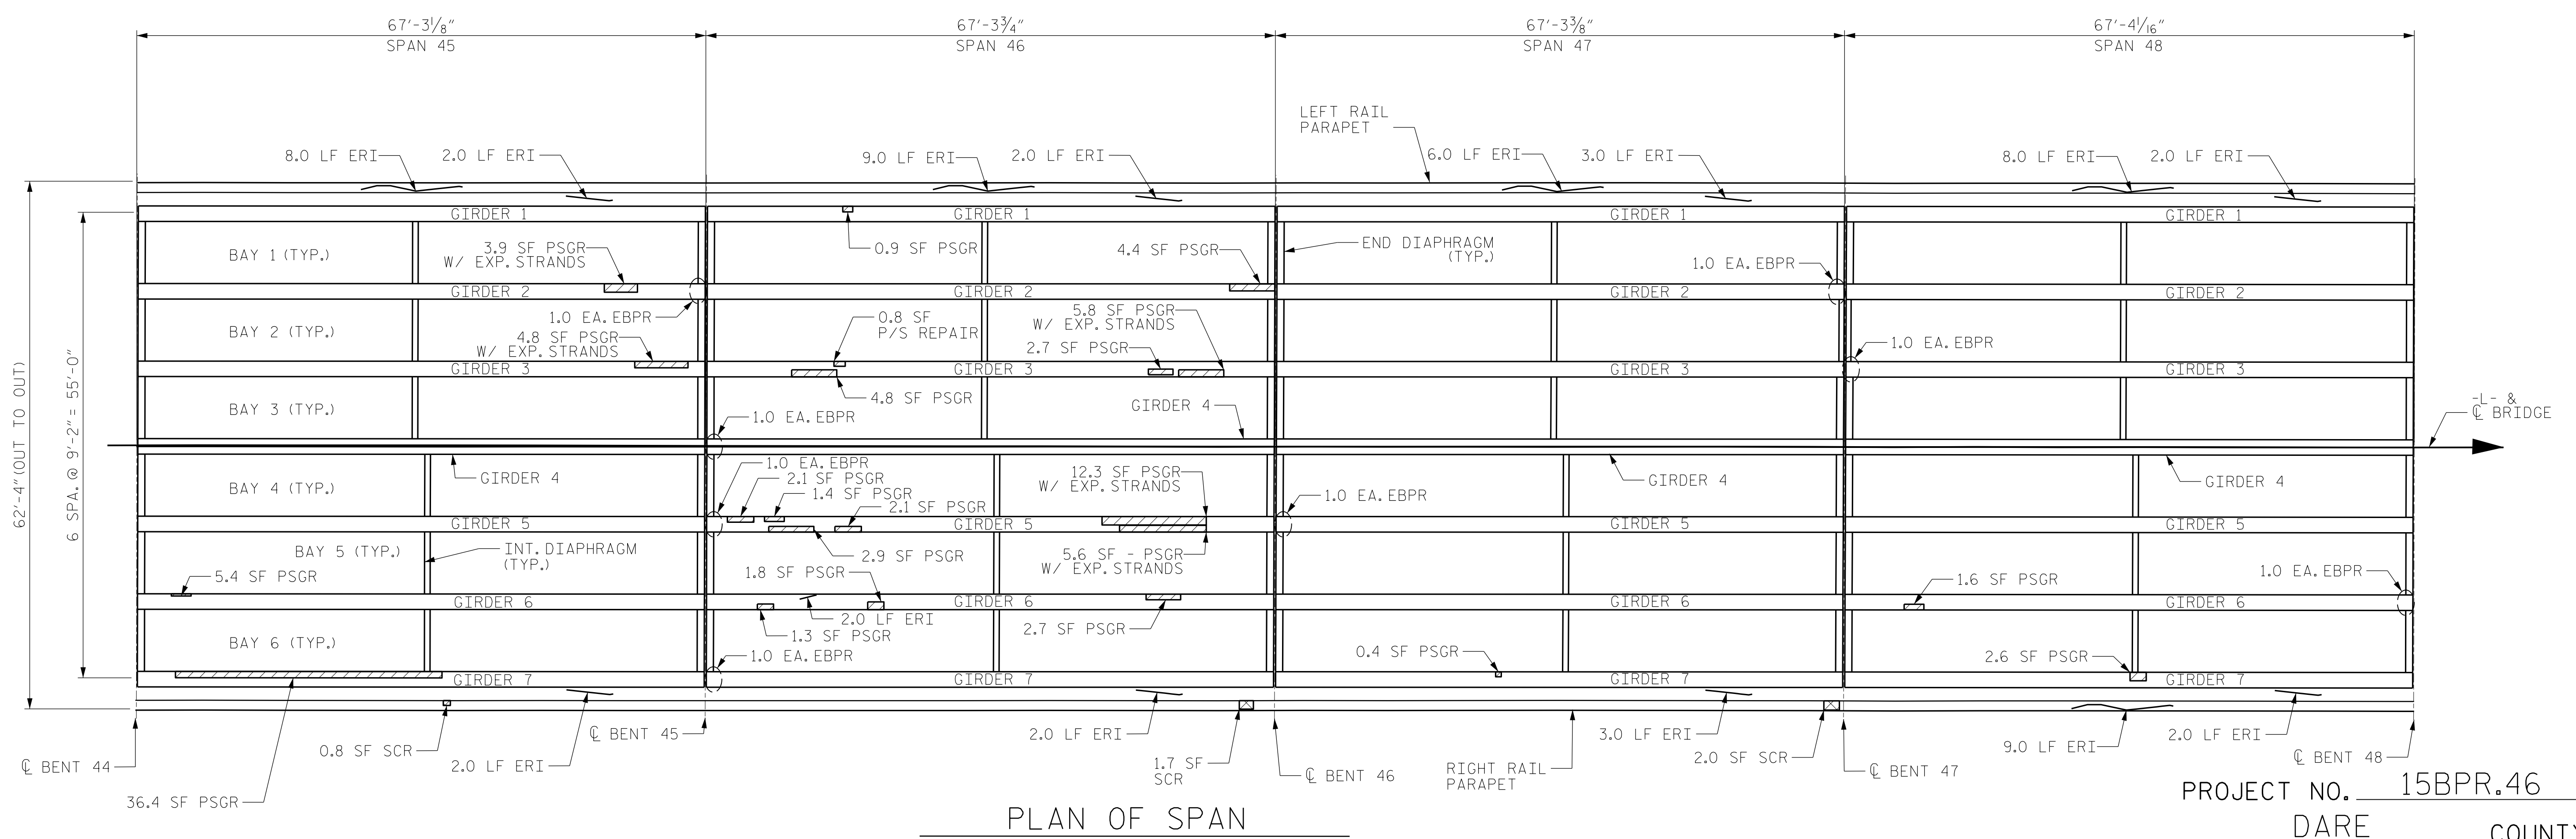 67'-3 1/8"
SPAN 45
67'-3 3/4"
SPAN 46
67'-3 3/8"
SPAN 47
67'-4 1/16"
SPAN 48
LEFT RAIL
PARAPET
8.0 LF ERI
2.0 LF ERI
9.0 LF ERI
2.0 LF ERI
6.0 LF ERI
3.0 LF ERI
8.0 LF ERI
2.0 LF ERI
GIRDER 1
GIRDER 1
GIRDER 1
GIRDER 1
BAY 1 (TYP.)
3.9 SF PSGR
W/ EXP. STRANDS
0.9 SF PSGR
4.4 SF PSGR
END DIAPHRAGM
(TYP.)
1.0 EA. EBPR
GIRDER 2
GIRDER 2
GIRDER 2
GIRDER 2
BAY 2 (TYP.)
1.0 EA. EBPR
4.8 SF PSGR
W/ EXP. STRANDS
0.8 SF
P/S REPAIR
5.8 SF PSGR
W/ EXP. STRANDS
2.7 SF PSGR
1.0 EA. EBPR
GIRDER 3
GIRDER 3
GIRDER 3
GIRDER 3
BAY 3 (TYP.)
4.8 SF PSGR
1.0 EA. EBPR
GIRDER 4
-L- &
℄ BRIDGE
62'-4" (OUT TO OUT)
6 SPA. @ 9'-2" = 55'-0"
BAY 4 (TYP.)
GIRDER 4
1.0 EA. EBPR
2.1 SF PSGR
1.4 SF PSGR
2.1 SF PSGR
12.3 SF PSGR
W/ EXP. STRANDS
1.0 EA. EBPR
GIRDER 4
GIRDER 4
GIRDER 5
GIRDER 5
GIRDER 5
GIRDER 5
BAY 5 (TYP.)
INT. DIAPHRAGM
(TYP.)
2.9 SF PSGR
5.6 SF - PSGR
W/ EXP. STRANDS
5.4 SF PSGR
1.8 SF PSGR
1.6 SF PSGR
1.0 EA. EBPR
GIRDER 6
GIRDER 6
GIRDER 6
GIRDER 6
2.0 LF ERI
1.3 SF PSGR
2.7 SF PSGR
BAY 6 (TYP.)
1.0 EA. EBPR
0.4 SF PSGR
2.6 SF PSGR
GIRDER 7
GIRDER 7
GIRDER 7
GIRDER 7
0.8 SF SCR
2.0 LF ERI
℄ BENT 45
2.0 LF ERI
1.7 SF
SCR
3.0 LF ERI
2.0 SF SCR
9.0 LF ERI
2.0 LF ERI
℄ BENT 44
℄ BENT 46
RIGHT RAIL
PARAPET
℄ BENT 47
℄ BENT 48
36.4 SF PSGR
PLAN OF SPAN
PROJECT NO. 15BPR.46
DARE COUNTY